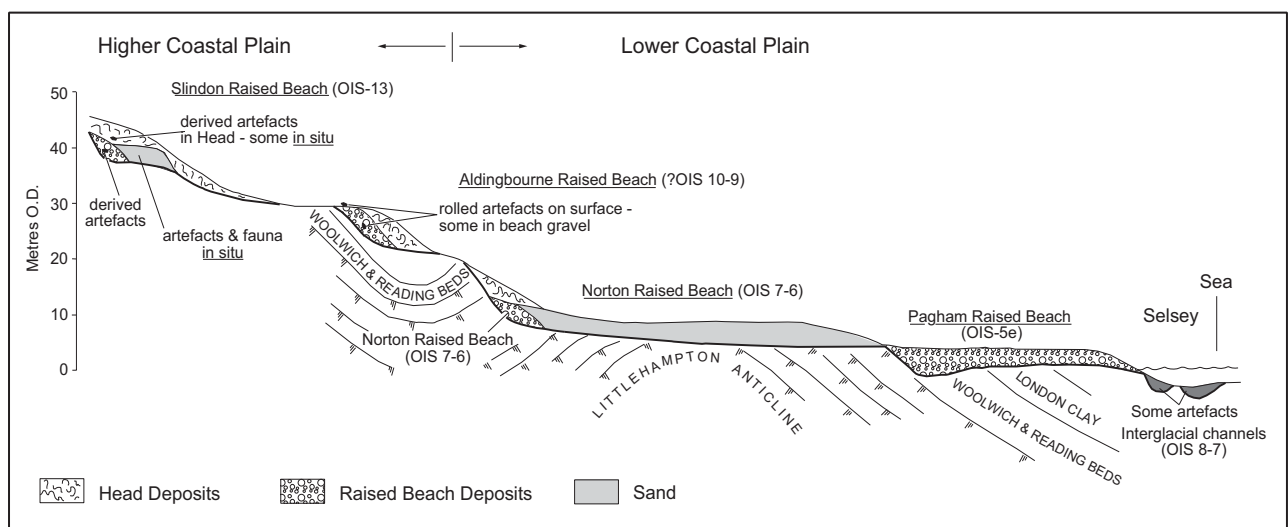 Higher Coastal Plain
Lower Coastal Plain
Slindon Raised Beach (OIS-13)
derived artefacts
in Head - some in situ
50
40
30
20
10
0
Metres O.D.
derived
artefacts
artefacts & fauna
in situ
Aldingbourne Raised Beach (?OIS 10-9)
rolled artefacts on surface -
some in beach gravel
WOOLWICH & READING BEDS
Norton Raised Beach
(OIS 7-6)
Norton Raised Beach (OIS 7-6)
LITTLEHAMPTON ANTICLINE
Pagham Raised Beach
(OIS-5e)
Sea
Selsey
LONDON CLAY
WOOLWICH & READING BEDS
Some artefacts
Interglacial channels
(OIS 8-7)
Head Deposits
Raised Beach Deposits
Sand